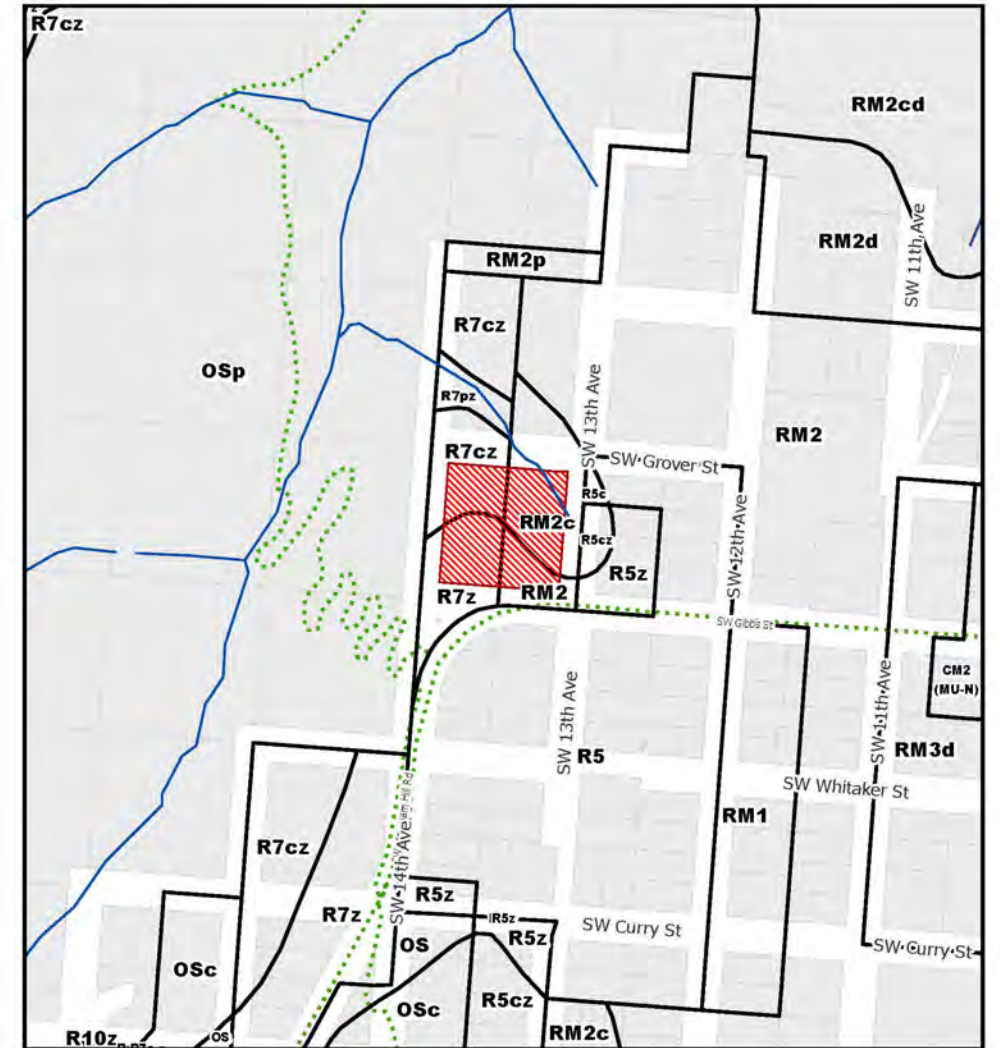 R7cz
RM2cd
RM2d
SW 11th Ave
RM2p
R7cz
OSp
SW 13th Ave
R7pz
RM2
R7cz
SW Grover St
R5c
RM2c
SW 12th Ave
R5cz
R5z
R7z
RM2
SW Gibbs St
CM2
(MU-N)
SW 11th Ave
SW 13th Ave
R5
RM3d
SW Whitaker St
RM1
R7cz
SW 14th Ave
R5z
R7z
R5z
SW Curry St
OS
R5z
SW Curry St
OSc
R5cz
OSc
RM2c
OS
R10z